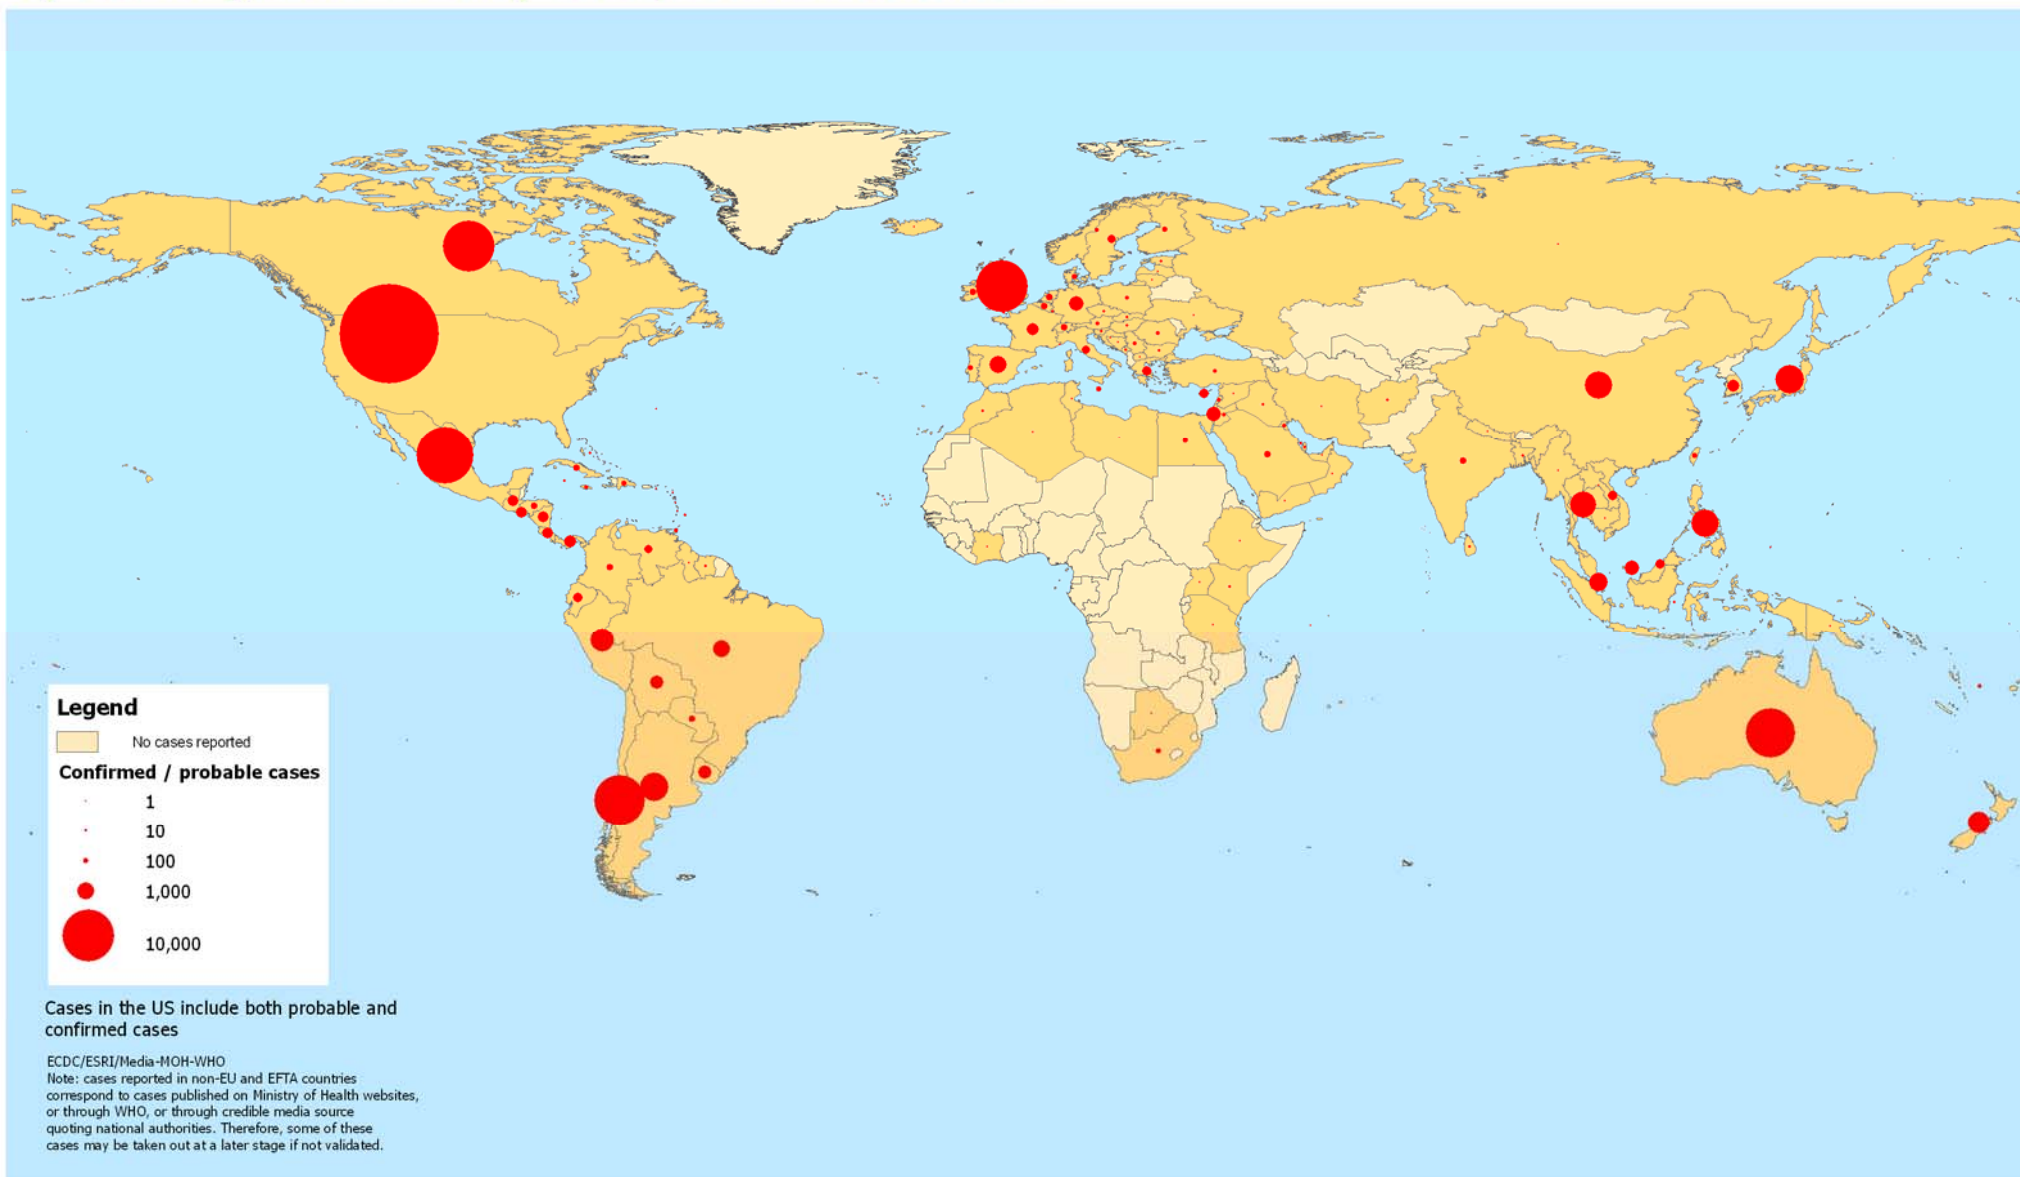 Legend
No cases reported
Confirmed / probable cases
1
10
100
1,000
10,000
Cases in the US include both probable and
confirmed cases
ECDC/ESRI/Media-MOH-WHO
Note: cases reported in non-EU and EFTA countries
correspond to cases published on Ministry of Health websites,
or through WHO, or through credible media source
quoting national authorities. Therefore, some of these
cases may be taken out at a later stage if not validated.